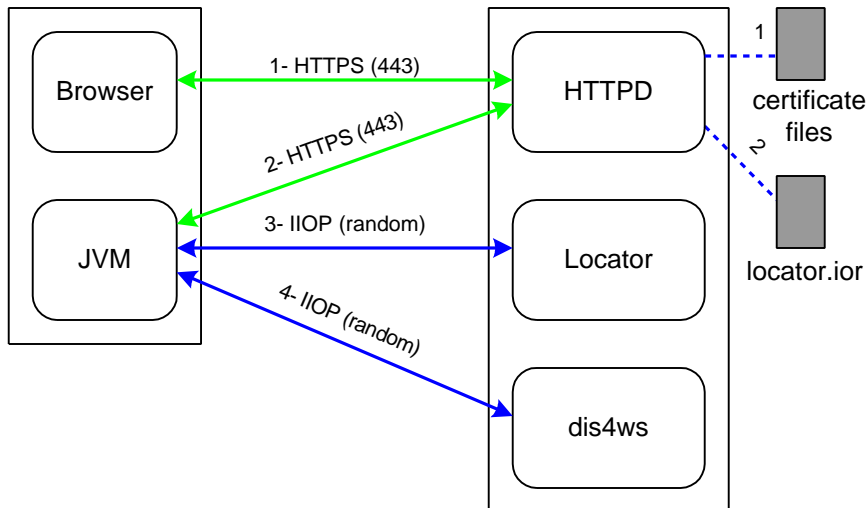 Browser
1- HTTPS (443)
HTTPD
1
certificate
files
2- HTTPS (443)
2
JVM
3- IIOP (random)
Locator
locator.ior
4- IIOP (random)
dis4ws